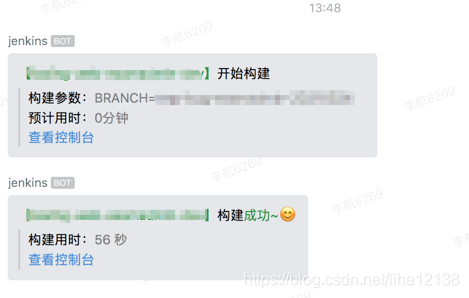 13:48
jenkins BOT
】开始构建
构建参数：BRANCH=
预计用时：0分钟
查看控制台
jenkins BOT
】构建成功~😊
构建用时：56 秒
查看控制台
李航6269
李航6269
李航6269
李航6269
https://blog.csdn.net/liha12138